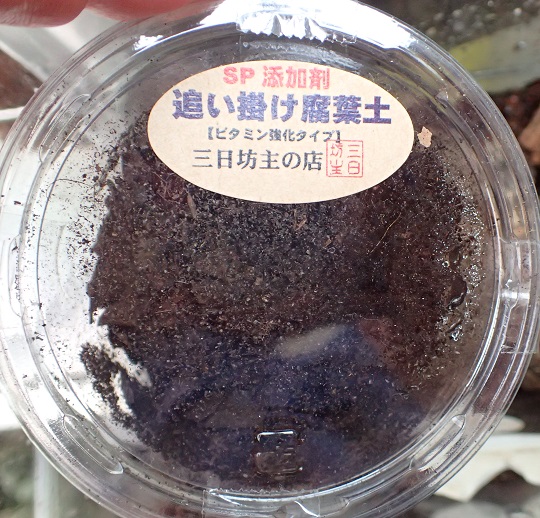 SP 添加剤
追い掛け腐葉土
【ビタミン強化タイプ】
三日坊主の店
三日
坊主